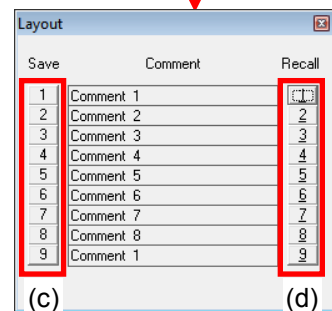 Layout
Save Comment Recall
1 Comment 1 1
2 Comment 2 2
3 Comment 3 3
4 Comment 4 4
5 Comment 5 5
6 Comment 6 6
7 Comment 7 7
8 Comment 8 8
9 Comment 1 9
(c) (d)